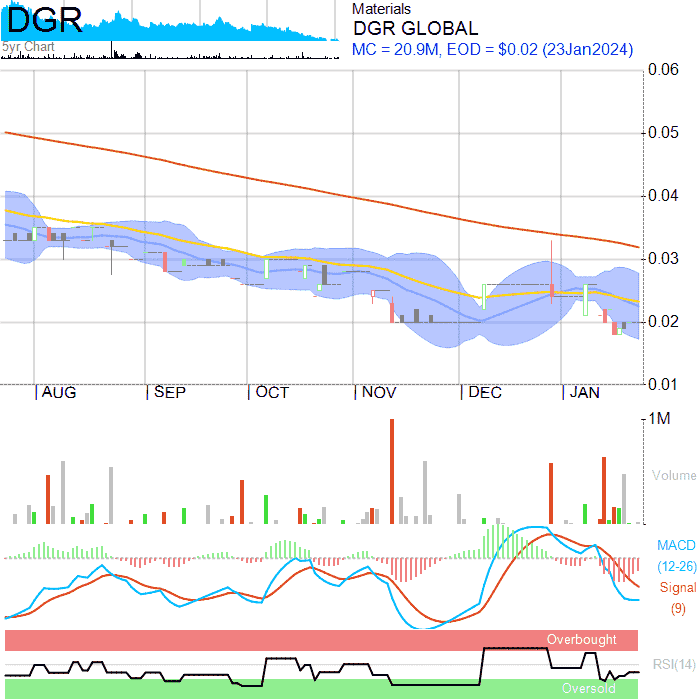 DGR
5yr Chart
Materials
DGR GLOBAL
MC = 20.9M, EOD = $0.02 (23Jan2024)
0.06
0.05
0.04
0.03
0.02
0.01
AUG SEP OCT NOV DEC JAN
1M
Volume
MACD
(12-26)
Signal
(9)
Overbought
RSI(14)
Oversold